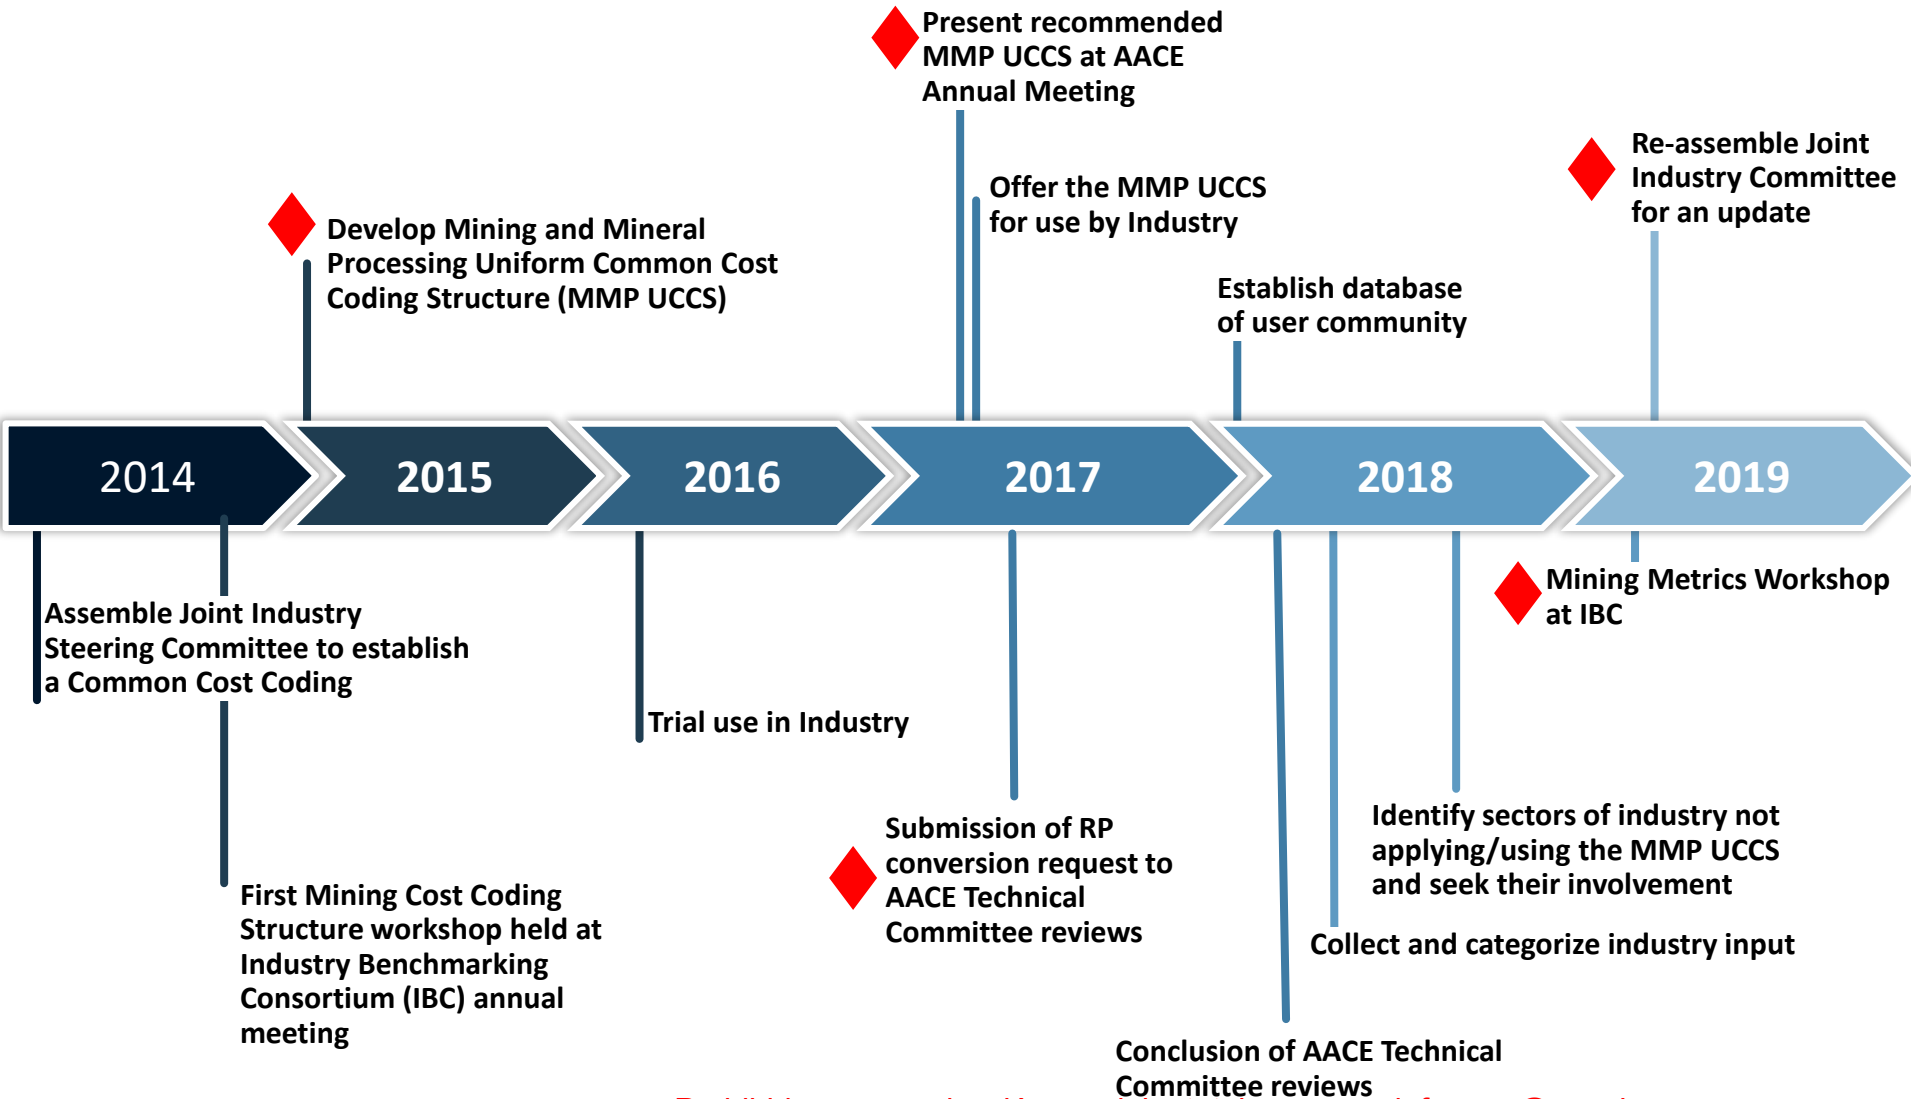 Present recommended
MMP UCCS at AACE
Annual Meeting
Re-assemble Joint
Industry Committee
for an update
Offer the MMP UCCS
for use by Industry
Develop Mining and Mineral
Processing Uniform Common Cost
Coding Structure (MMP UCCS)
Establish database
of user community
2014
2015
2016
2017
2018
2019
Mining Metrics Workshop
at IBC
Assemble Joint Industry
Steering Committee to establish
a Common Cost Coding
Trial use in Industry
Submission of RP
conversion request to
AACE Technical
Committee reviews
Identify sectors of industry not
applying/using the MMP UCCS
and seek their involvement
First Mining Cost Coding
Structure workshop held at
Industry Benchmarking
Consortium (IBC) annual
meeting
Collect and categorize industry input
Conclusion of AACE Technical
Committee reviews